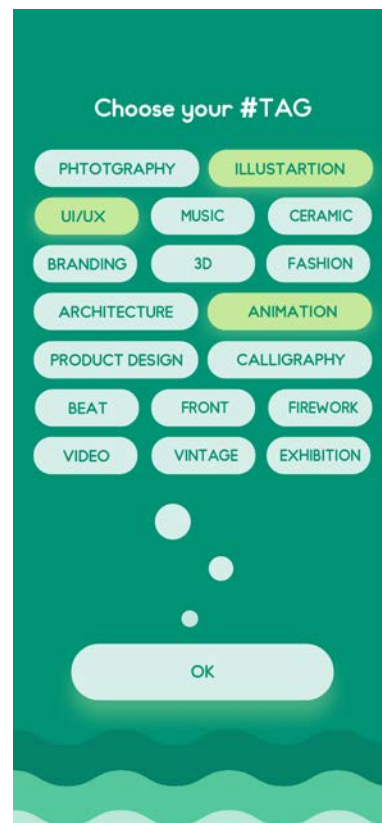 Choose your #TAG
PHTOTGRAPHY ILLUSTARTION
UI/UX MUSIC CERAMIC
BRANDING 3D FASHION
ARCHITECTURE ANIMATION
PRODUCT DESIGN CALLIGRAPHY
BEAT FRONT FIREWORK
VIDEO VINTAGE EXHIBITION
OK